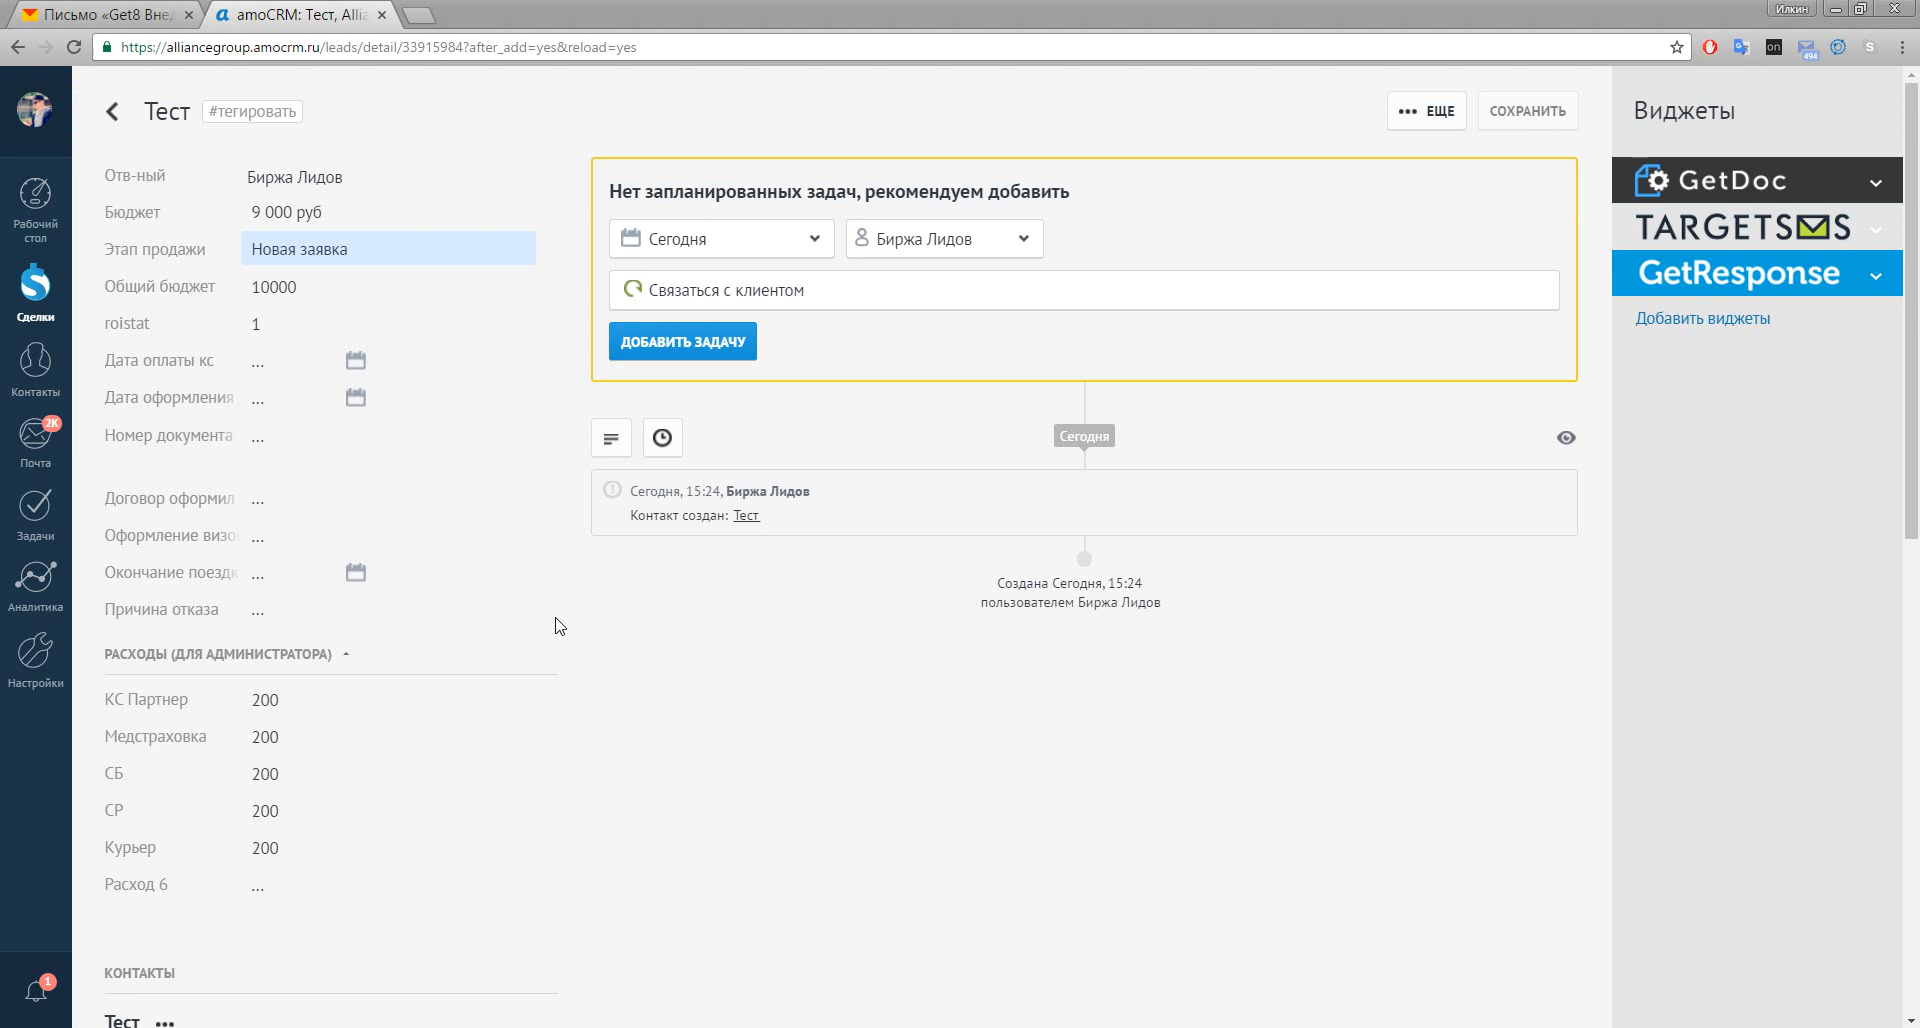 Письмо «Get8 Внед
amoCRM: Тест, Allia
Илкин
https://alliancegroup.amocrm.ru/leads/detail/33915984?after_add=yes&reload=yes
on
494
S
Тест
#тегировать
ЕЩЕ
СОХРАНИТЬ
Виджеты
Рабочий
стол
Сделки
Контакты
2K
Почта
Задачи
Аналитика
Настройки
1
Отв-ный
Биржа Лидов
Бюджет
9 000 руб
Этап продажи
Новая заявка
Общий бюджет
10000
roistat
1
Дата оплаты кс
...
Дата оформления
...
Номер документа
...
Договор оформил
...
Оформление визо
...
Окончание поездк
...
Причина отказа
...
РАСХОДЫ (ДЛЯ АДМИНИСТРАТОРА)
КС Партнер
200
Медстраховка
200
СБ
200
СР
200
Курьер
200
Расход 6
...
КОНТАКТЫ
Тест
Нет запланированных задач, рекомендуем добавить
Сегодня
Биржа Лидов
Связаться с клиентом
ДОБАВИТЬ ЗАДАЧУ
Сегодня
Сегодня, 15:24, Биржа Лидов
Контакт создан: Тест
Создана Сегодня, 15:24
пользователем Биржа Лидов
GetDoc
TARGETSMS
GetResponse
Добавить виджеты